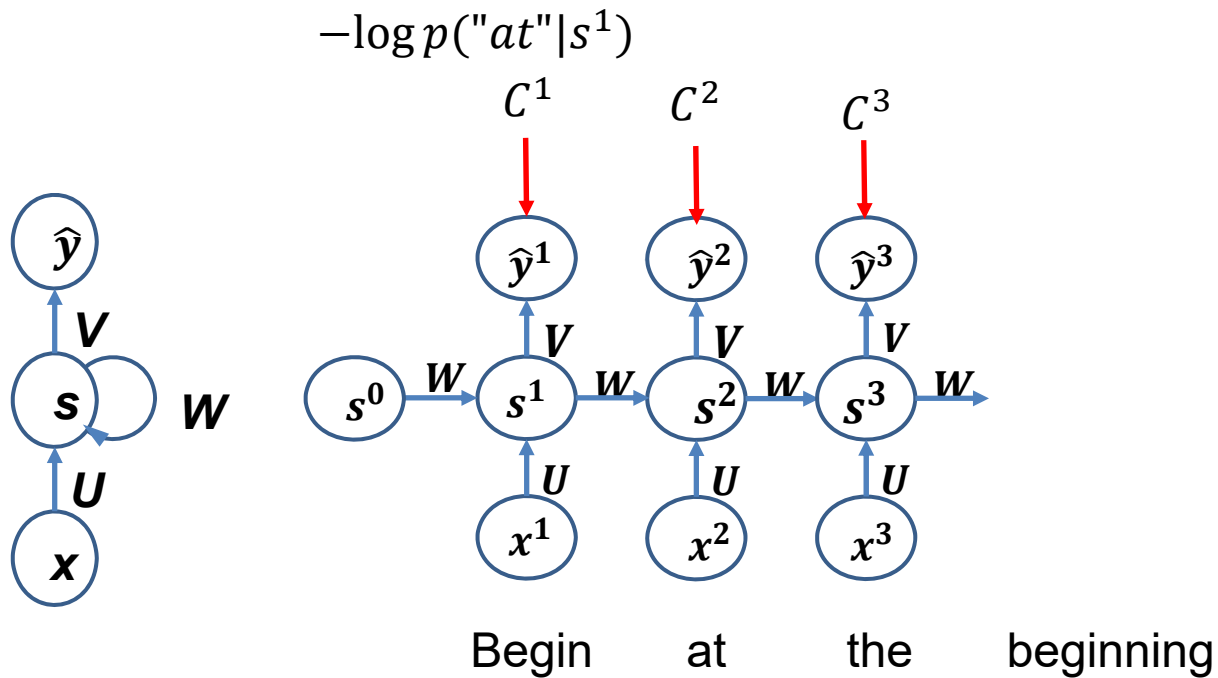 −log p("at"|s¹)
C¹ C² C³
ŷ ŷ¹ ŷ² ŷ³
V V V V
W W W W
s W s⁰ s¹ s² s³
U U U U
x x¹ x² x³
Begin at the beginning